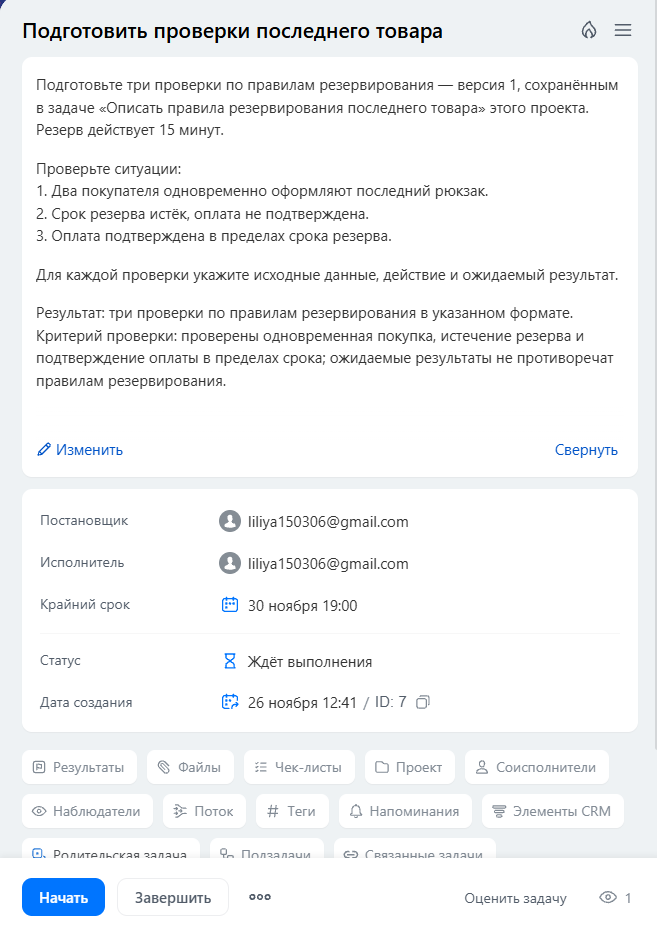 Подготовить проверки последнего товара
Подготовьте три проверки по правилам резервирования — версия 1, сохранённым
в задаче «Описать правила резервирования последнего товара» этого проекта.
Резерв действует 15 минут.
Проверьте ситуации:
1. Два покупателя одновременно оформляют последний рюкзак.
2. Срок резерва истёк, оплата не подтверждена.
3. Оплата подтверждена в пределах срока резерва.
Для каждой проверки укажите исходные данные, действие и ожидаемый результат.
Результат: три проверки по правилам резервирования в указанном формате.
Критерий проверки: проверены одновременная покупка, истечение резерва и
подтверждение оплаты в пределах срока; ожидаемые результаты не противоречат
правилам резервирования.
Изменить
Свернуть
Постановщик
liliya150306@gmail.com
Исполнитель
liliya150306@gmail.com
Крайний срок
30 ноября 19:00
Статус
Ждёт выполнения
Дата создания
26 ноября 12:41 / ID: 7
Результаты
Файлы
Чек-листы
Проект
Соисполнители
Наблюдатели
Поток
Теги
Напоминания
Элементы CRM
Родительская задача
Подзадачи
Связанные задачи
Начать
Завершить
Оценить задачу
1